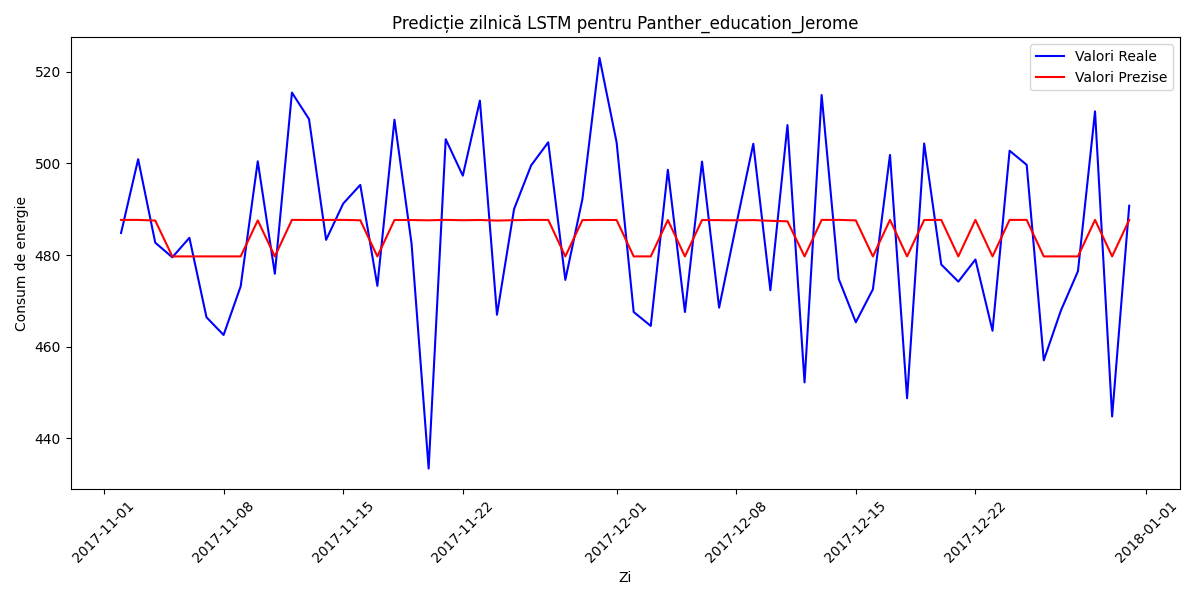 Predicție zilnică LSTM pentru Panther_education_Jerome
Valori Reale
Valori Prezise
Consum de energie
520
500
480
460
440
2017-11-01
2017-11-08
2017-11-15
2017-11-22
2017-12-01
2017-12-08
2017-12-15
2017-12-22
2018-01-01
Zi